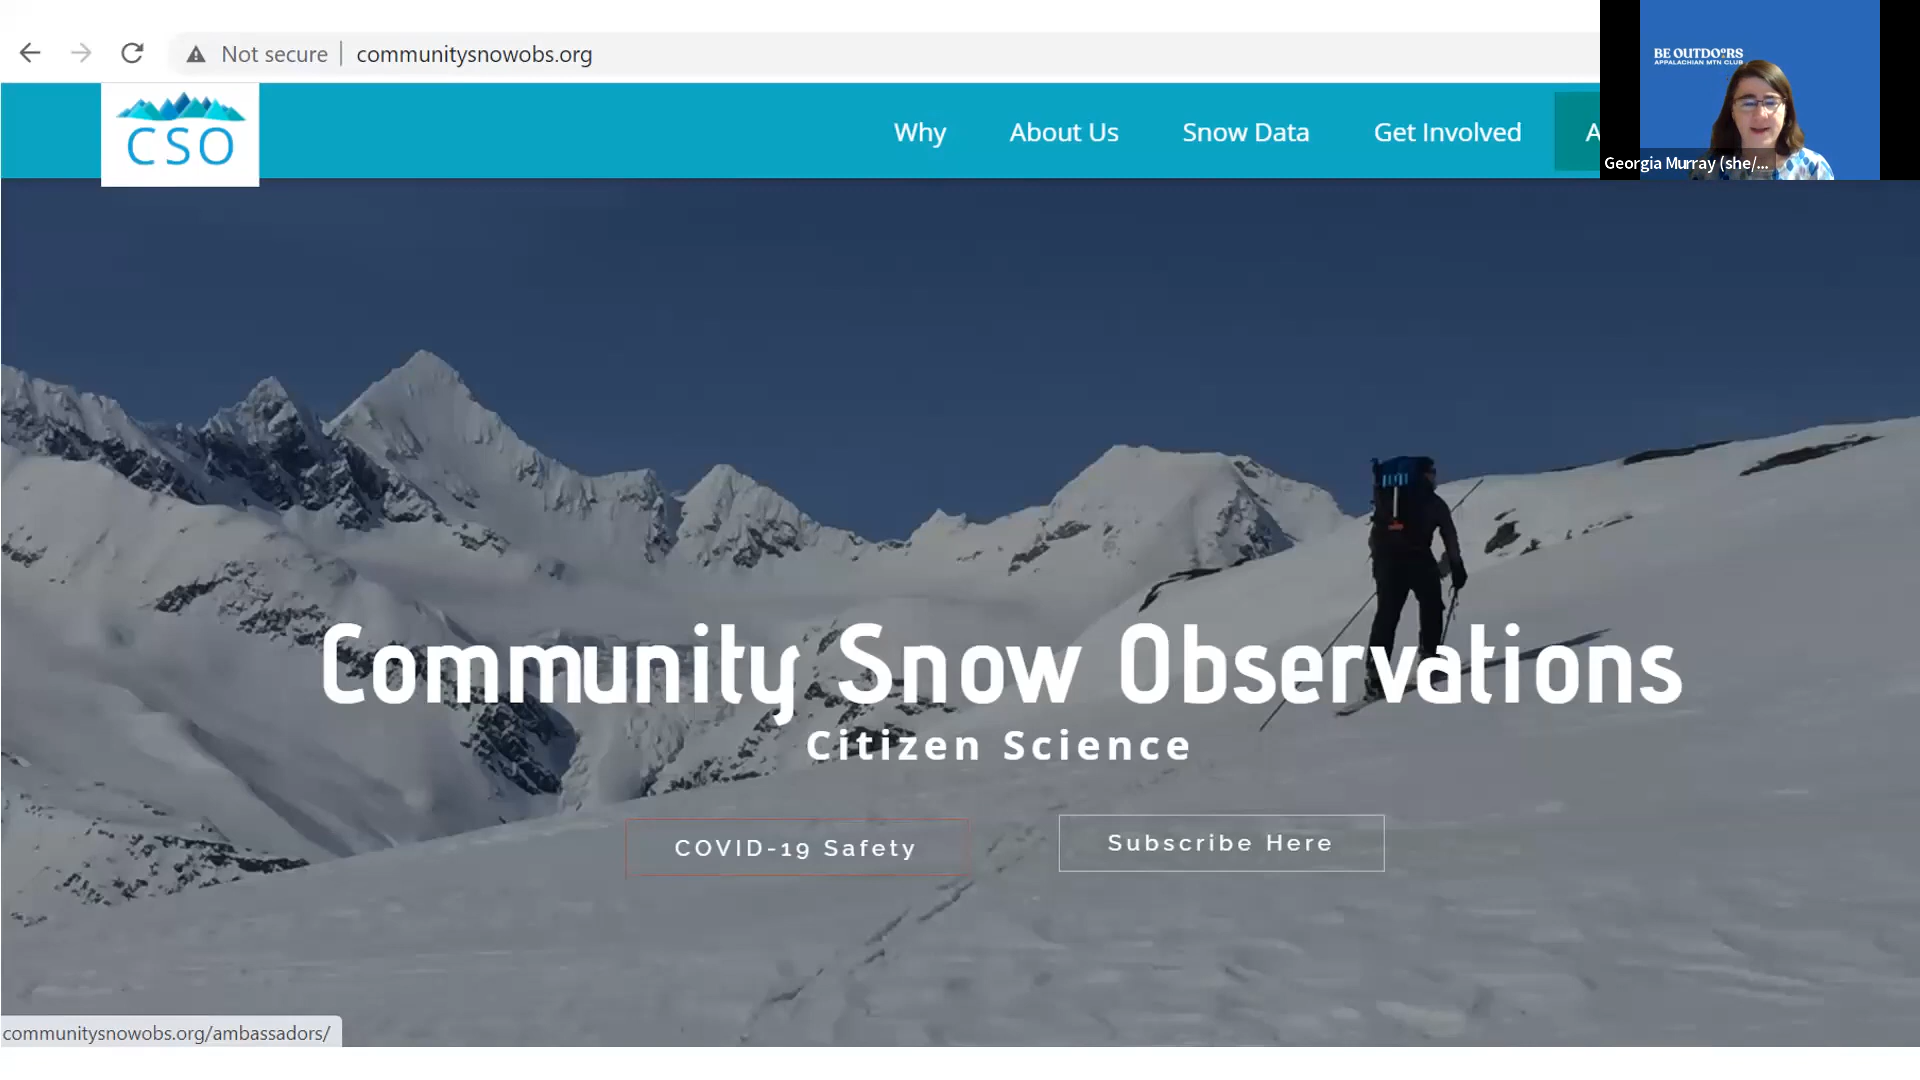 Not secure
communitysnowobs.org
BE OUTDOORS
APPALACHIAN MTN CLUB
CSO
Why
About Us
Snow Data
Get Involved
A
Georgia Murray (she/...
Community Snow Observations
Citizen Science
COVID-19 Safety
Subscribe Here
communitysnowobs.org/ambassadors/